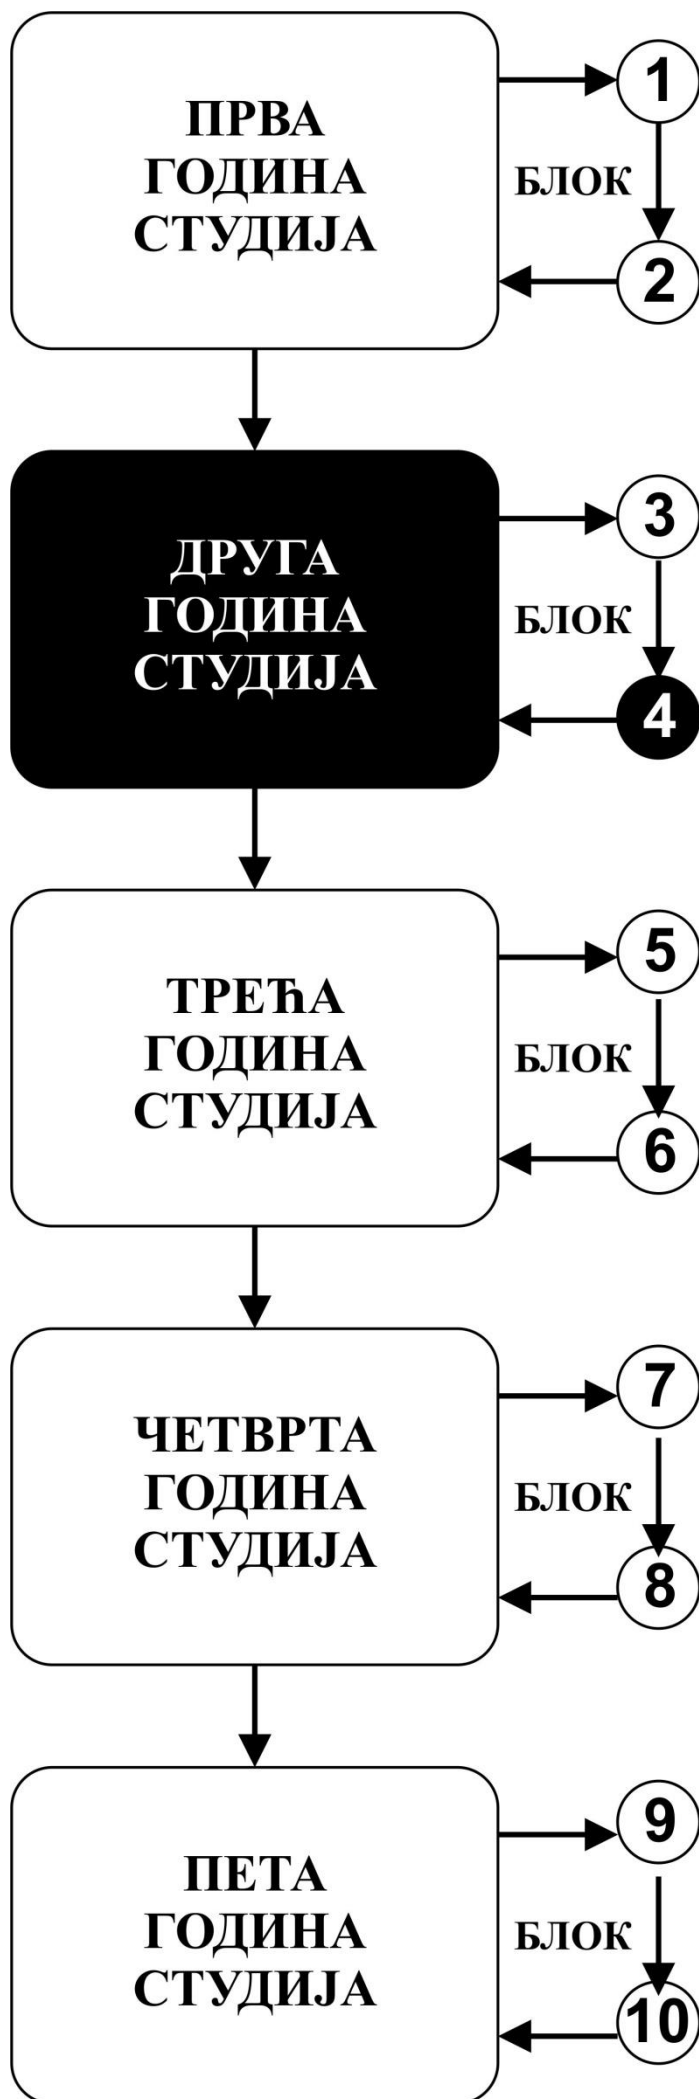 ПРВА
ГОДИНА
СТУДИЈА
1
БЛОК
2
ДРУГА
ГОДИНА
СТУДИЈА
3
БЛОК
4
ТРЕЋА
ГОДИНА
СТУДИЈА
5
БЛОК
6
ЧЕТВРТА
ГОДИНА
СТУДИЈА
7
БЛОК
8
ПЕТА
ГОДИНА
СТУДИЈА
9
БЛОК
10